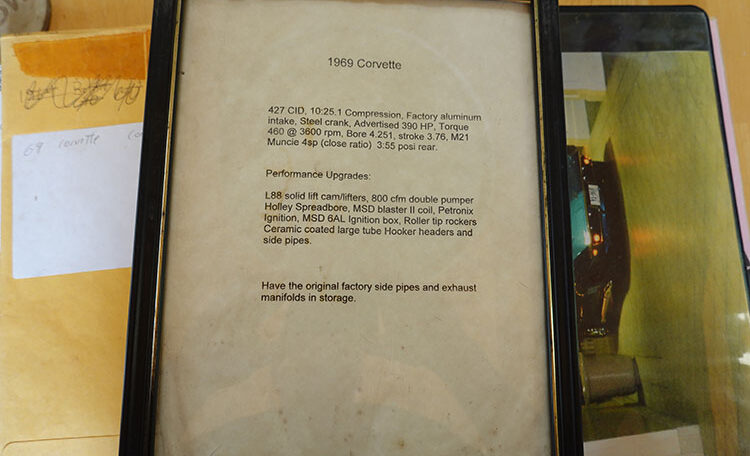 1969 Corvette
427 CID, 10:25.1 Compression, Factory aluminum
intake, Steel crank, Advertised 390 HP, Torque
460 @ 3600 rpm, Bore 4.251, stroke 3.76, M21
Muncie 4sp (close ratio) 3:55 posi rear.
Performance Upgrades:
L88 solid lift cam/lifters, 800 cfm double pumper
Holley Spreadbore, MSD blaster II coil, Petronix
Ignition, MSD 6AL Ignition box, Roller tip rockers
Ceramic coated large tube Hooker headers and
side pipes.
Have the original factory side pipes and exhaust
manifolds in storage.
69 corvette